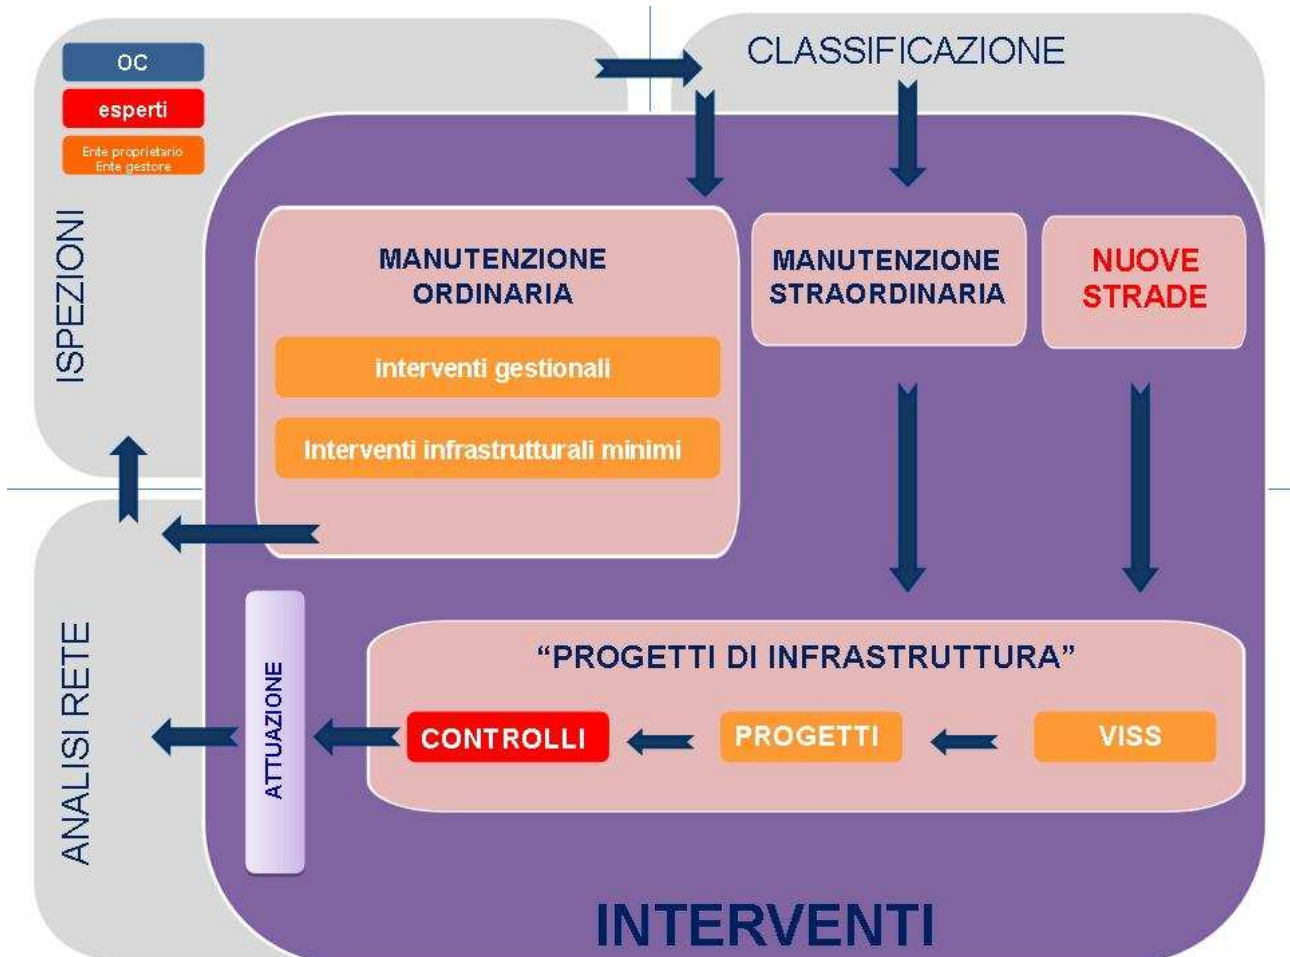 OC
esperti
Ente proprietario
Ente gestore
ISPEZIONI
CLASSIFICAZIONE
MANUTENZIONE
ORDINARIA
interventi gestionali
Interventi infrastrutturali minimi
MANUTENZIONE
STRAORDINARIA
NUOVE
STRADE
ANALISI RETE
ATTUAZIONE
“PROGETTI DI INFRASTRUTTURA”
CONTROLLI
PROGETTI
VISS
INTERVENTI